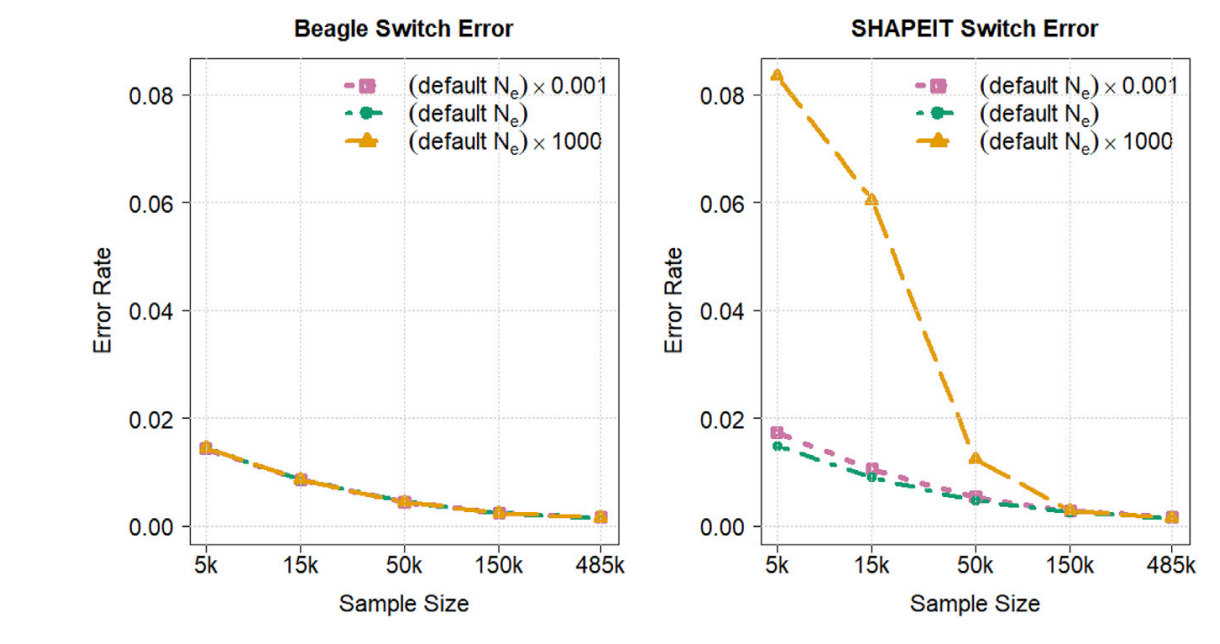 Beagle Switch Error
(default Ne) × 0.001
(default Ne)
(default Ne) × 1000
0.08
0.06
0.04
0.02
0.00
Error Rate
5k 15k 50k 150k 485k
Sample Size
SHAPEIT Switch Error
(default Ne) × 0.001
(default Ne)
(default Ne) × 1000
0.08
0.06
0.04
0.02
0.00
Error Rate
5k 15k 50k 150k 485k
Sample Size